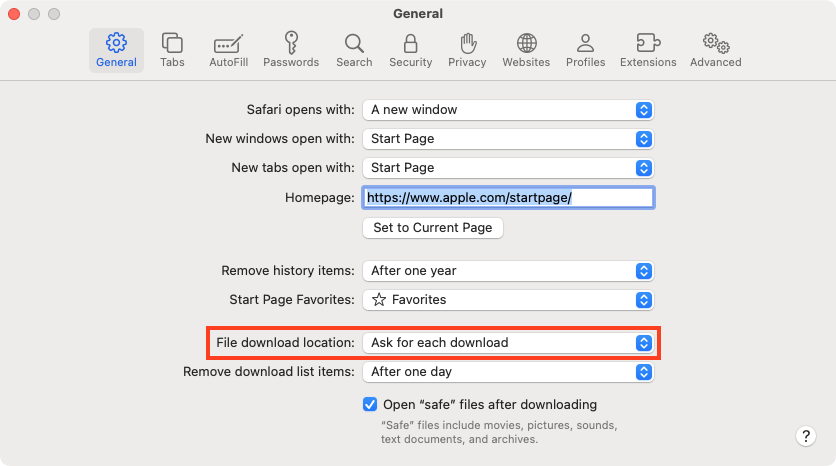 General
General Tabs AutoFill Passwords Search Security Privacy Websites Profiles Extensions Advanced
Safari opens with: A new window
New windows open with: Start Page
New tabs open with: Start Page
Homepage: https://www.apple.com/startpage/
Set to Current Page
Remove history items: After one year
Start Page Favorites: Favorites
File download location: Ask for each download
Remove download list items: After one day
Open “safe” files after downloading
“Safe” files include movies, pictures, sounds,
text documents, and archives.
?